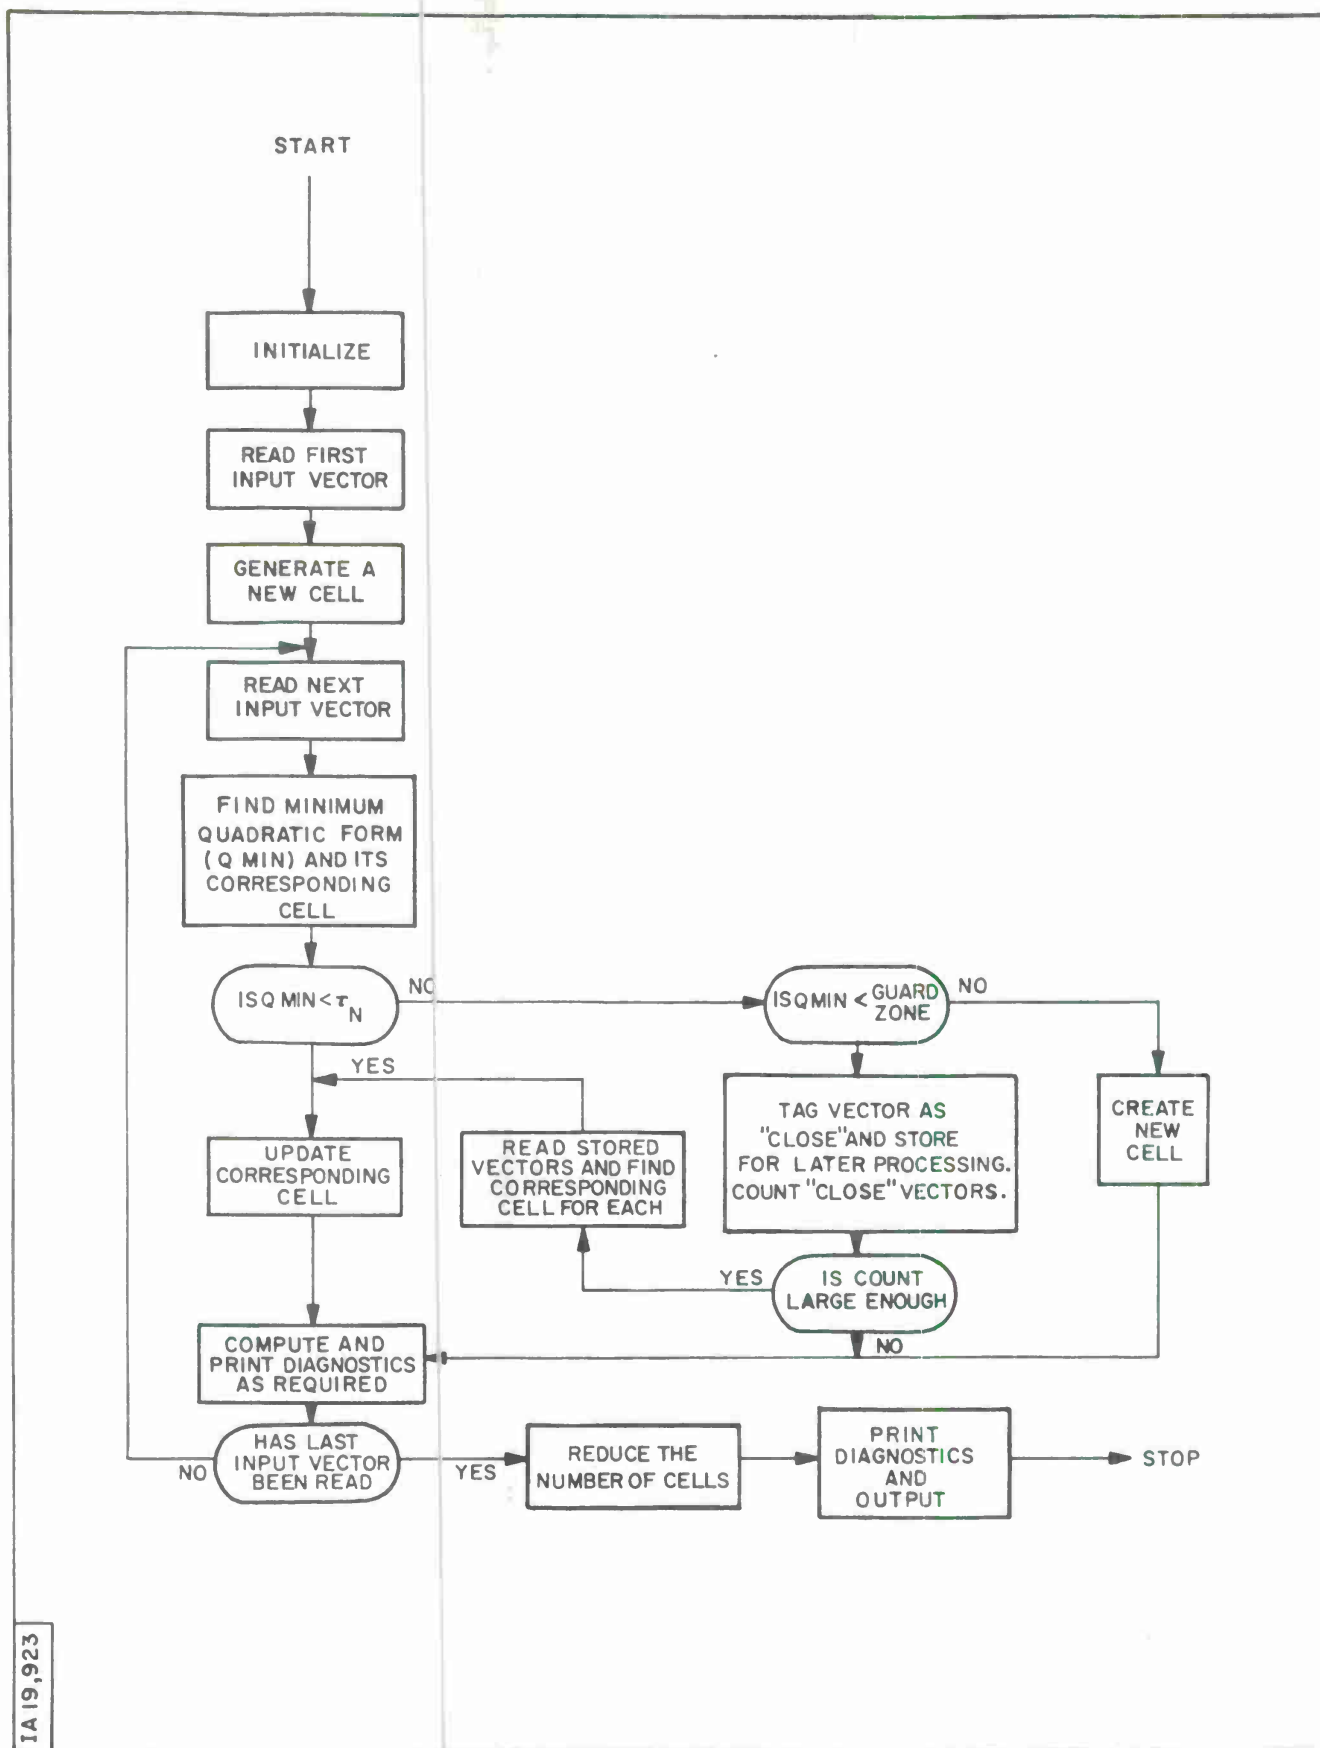 START
INITIALIZE
READ FIRST
INPUT VECTOR
GENERATE A
NEW CELL
READ NEXT
INPUT VECTOR
FIND MINIMUM
QUADRATIC FORM
(Q MIN) AND ITS
CORRESPONDING
CELL
IS Q MIN < τ
N
NO
IS Q MIN < GUARD
ZONE
NO
YES
UPDATE
CORRESPONDING
CELL
READ STORED
VECTORS AND FIND
CORRESPONDING
CELL FOR EACH
TAG VECTOR AS
"CLOSE" AND STORE
FOR LATER PROCESSING.
COUNT "CLOSE" VECTORS.
CREATE
NEW
CELL
YES
IS COUNT
LARGE ENOUGH
NO
COMPUTE AND
PRINT DIAGNOSTICS
AS REQUIRED
HAS LAST
INPUT VECTOR
BEEN READ
NO
YES
REDUCE THE
NUMBER OF CELLS
PRINT
DIAGNOSTICS
AND
OUTPUT
STOP
IA 19,923